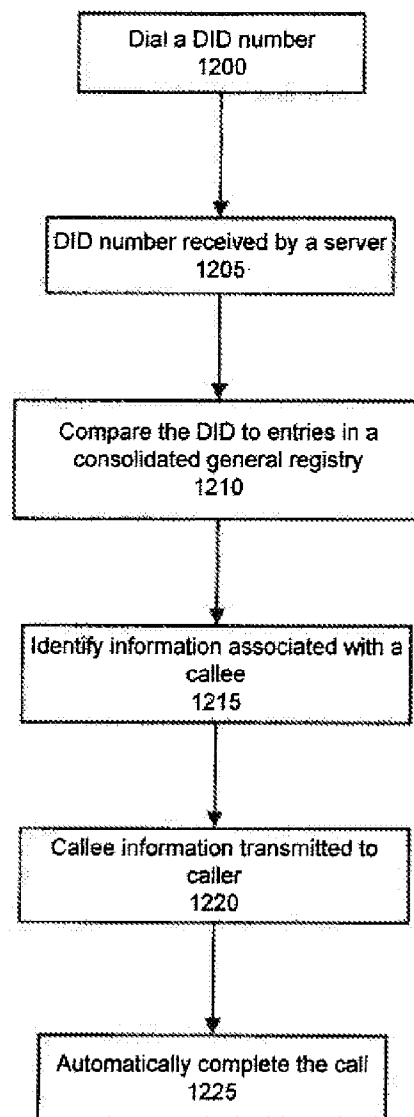 Dial a DID number
1200
DID number received by a server
1205
Compare the DID to entries in a
consolidated general registry
1210
Identify information associated with a
callee
1215
Callee information transmitted to
caller
1220
Automatically complete the call
1225